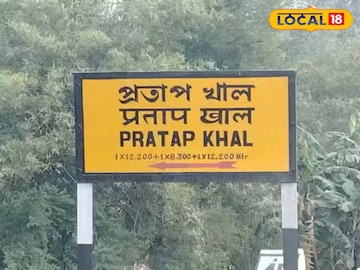 LOCAL 18
প্রতাপ খাল
प्रताप खाल
PRATAP KHAL
1X12.200+1X8.300+1X12.200 Mtr